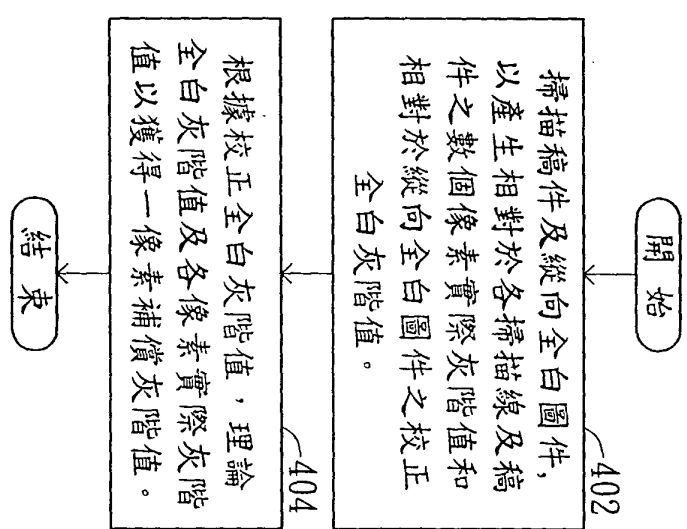 開始
402
掃描稿件及縱向全白圖件,
以產生相對於各掃描線及稿
件之數個像素實際灰階值和
相對於縱向全白圖件之校正
全白灰階值。
404
根據校正全白灰階值，理論
全白灰階值及各像素實際灰階
值以獲得一像素補償灰階值。
結束